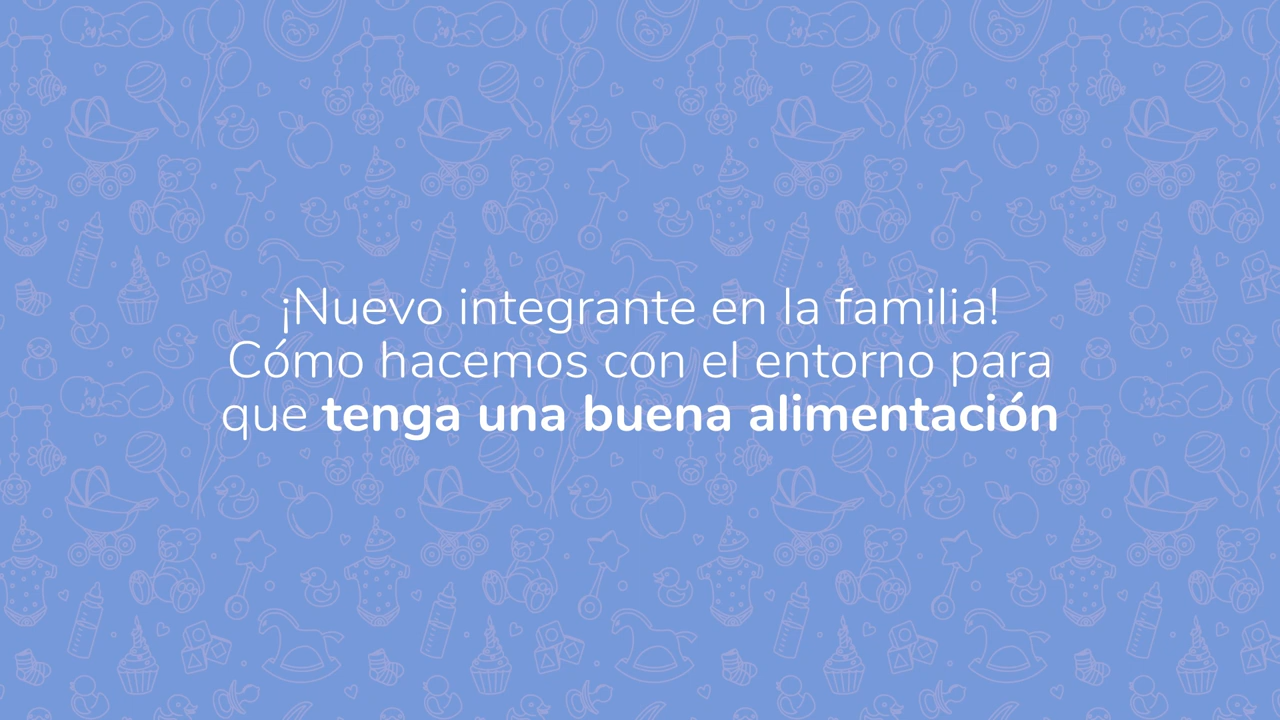 ¡Nuevo integrante en la familia!
Cómo hacemos con el entorno para
que tenga una buena alimentación